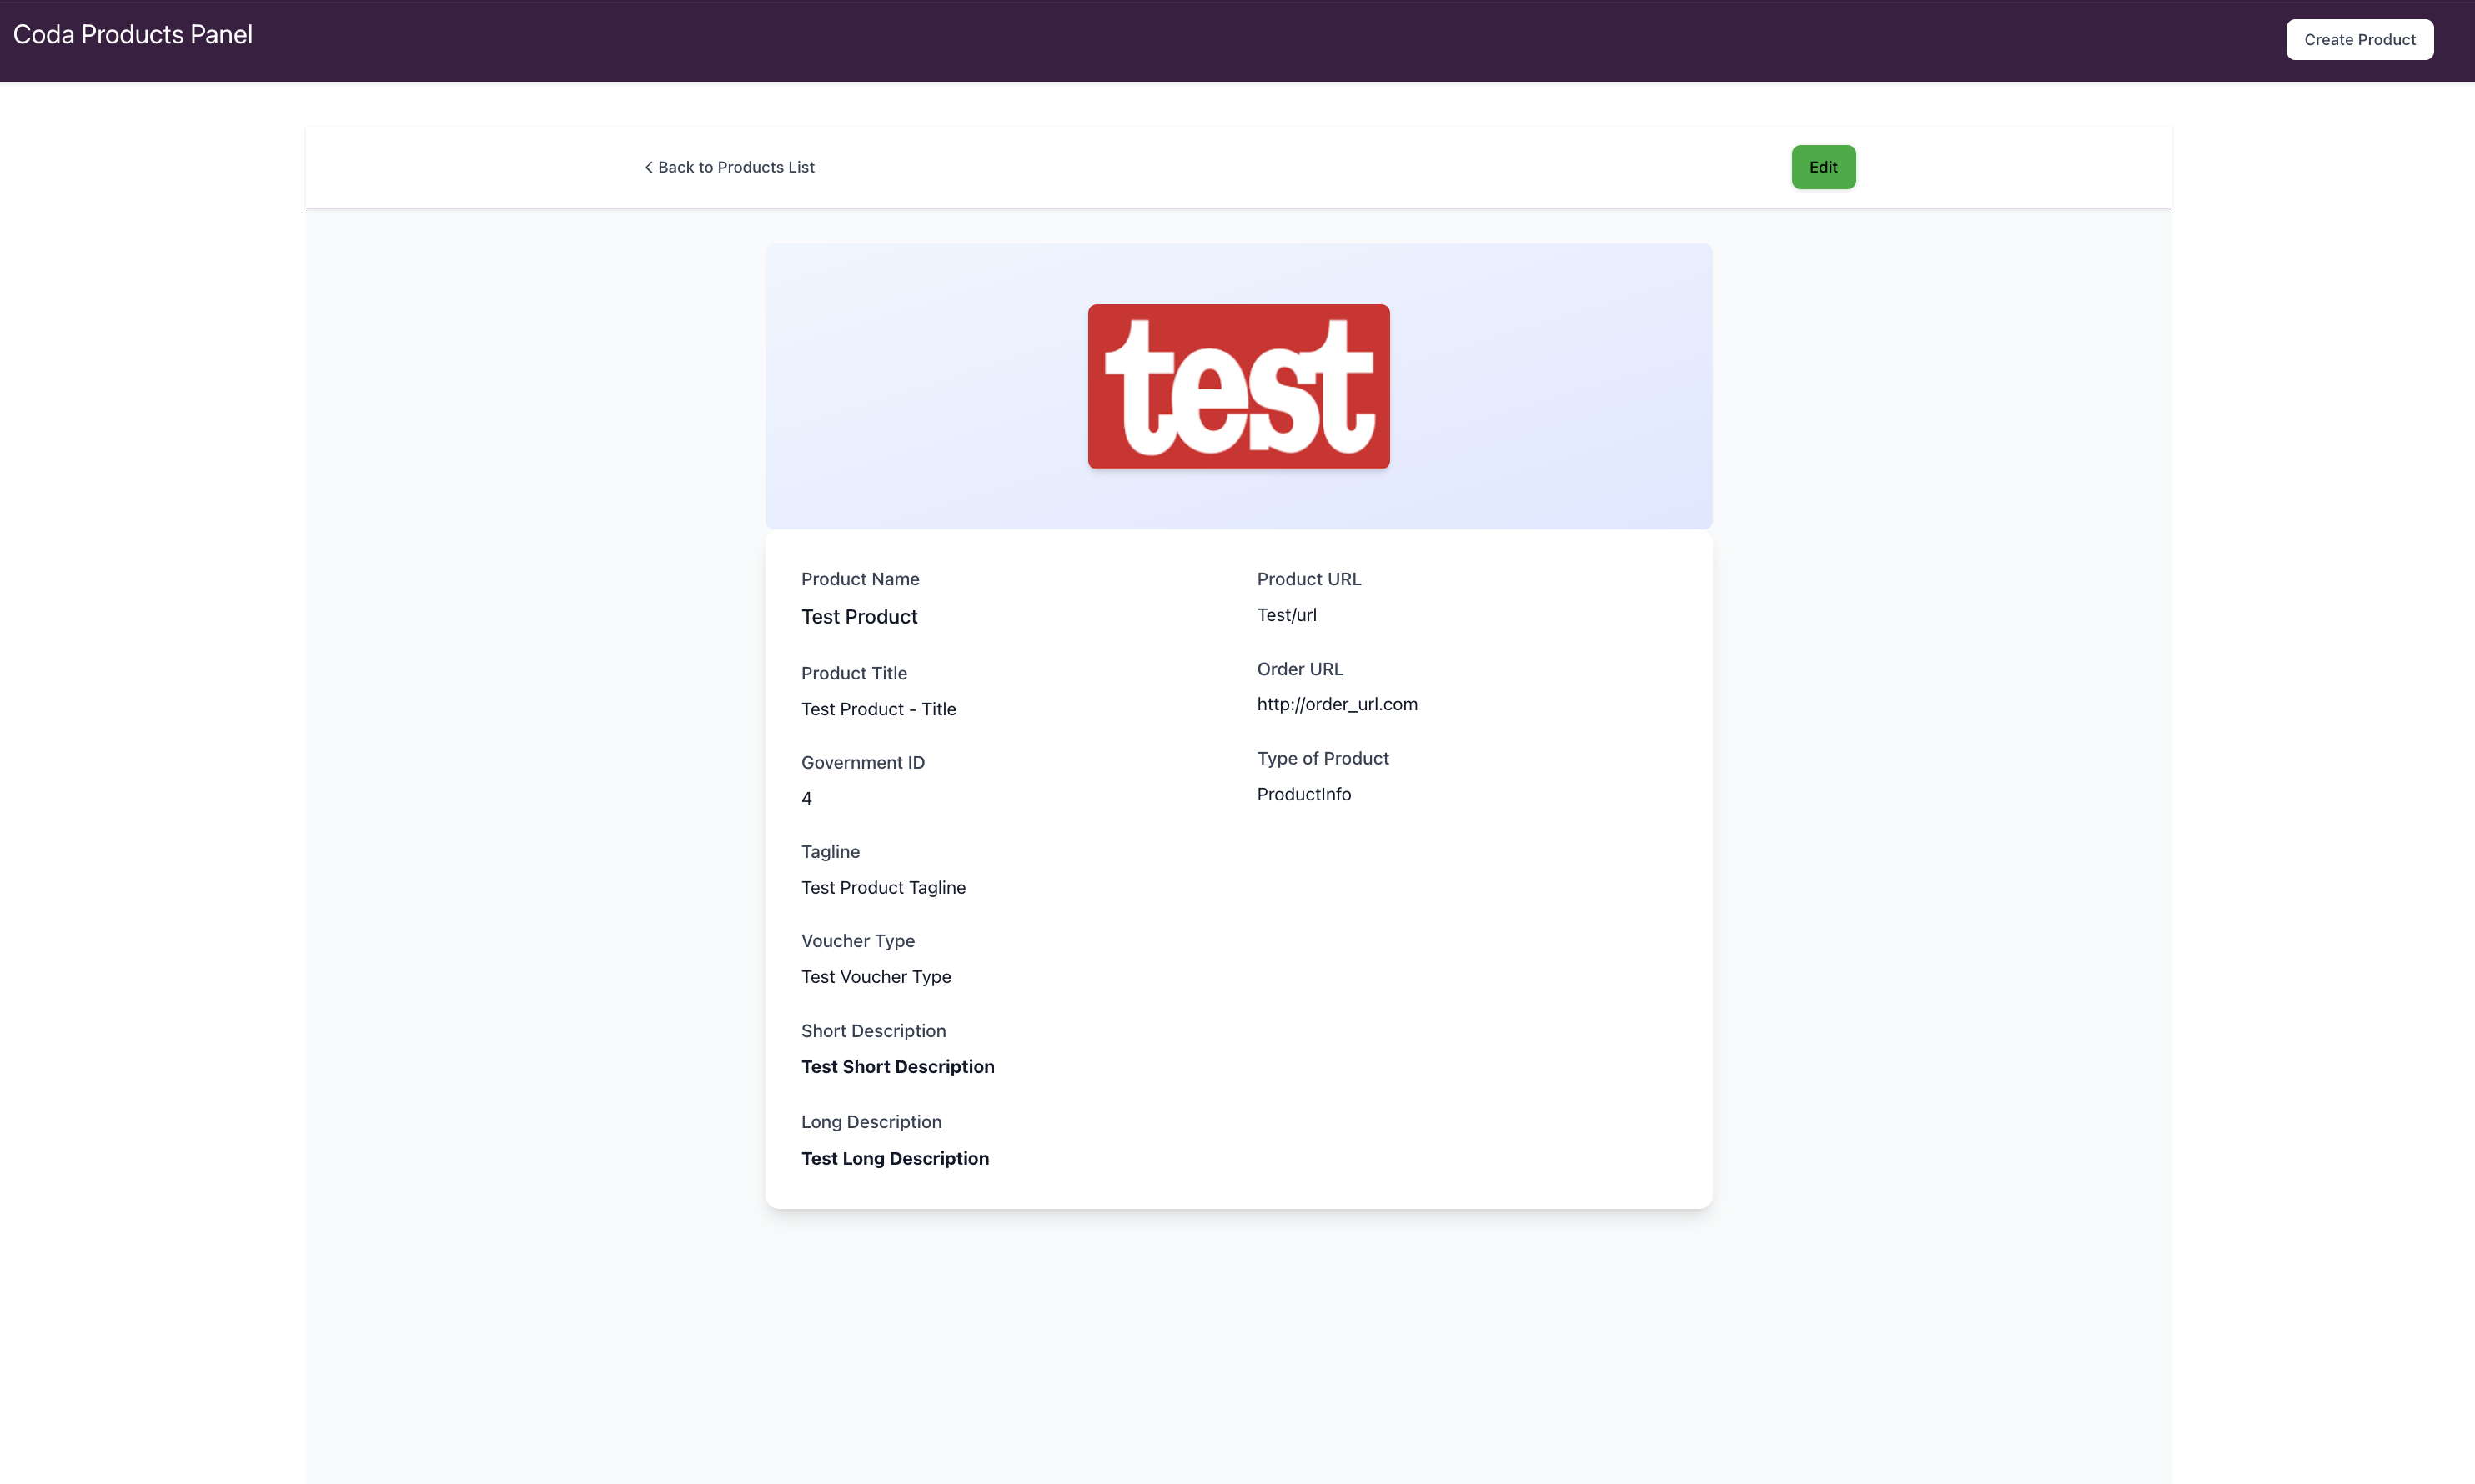 Coda Products Panel
Create Product
Back to Products List
Edit
test
Product Name
Test Product
Product Title
Test Product - Title
Government ID
4
Tagline
Test Product Tagline
Voucher Type
Test Voucher Type
Short Description
Test Short Description
Long Description
Test Long Description
Product URL
Test/url
Order URL
http://order_url.com
Type of Product
ProductInfo